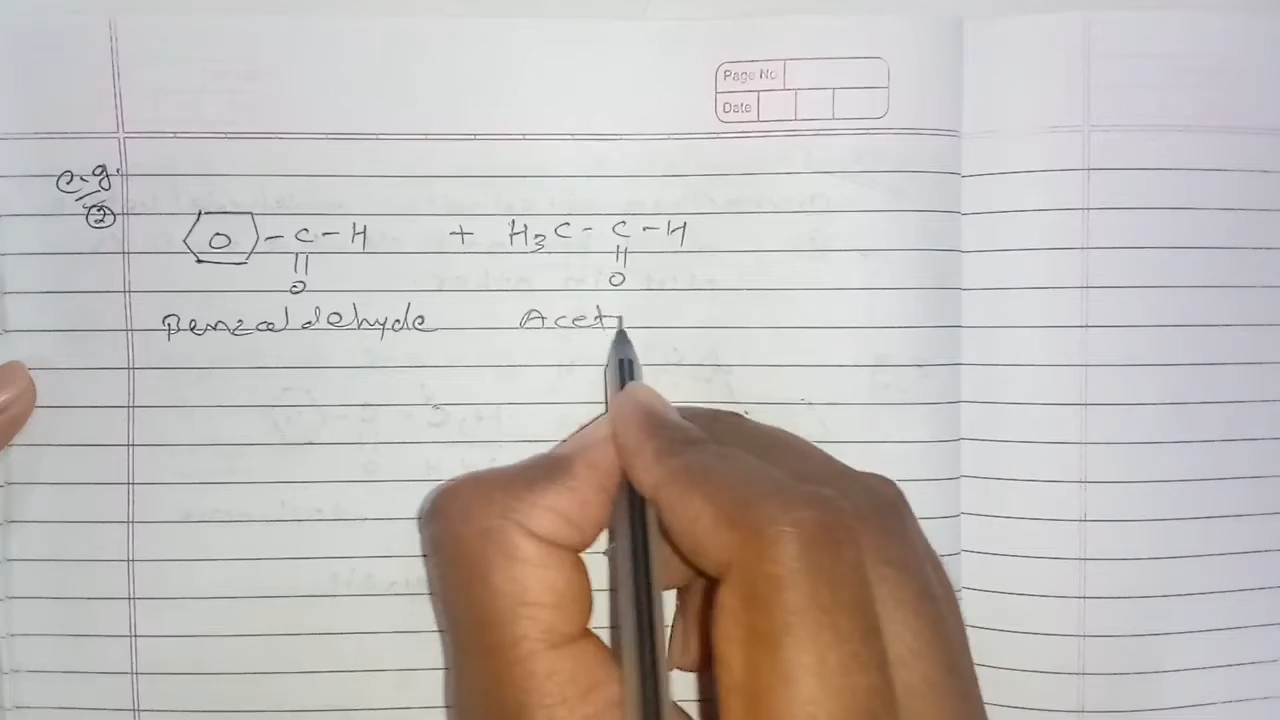 Page No
Date
e.g.
②
O - C - H + H3C - C - H
|| ||
O O
Benzaldehyde Acet